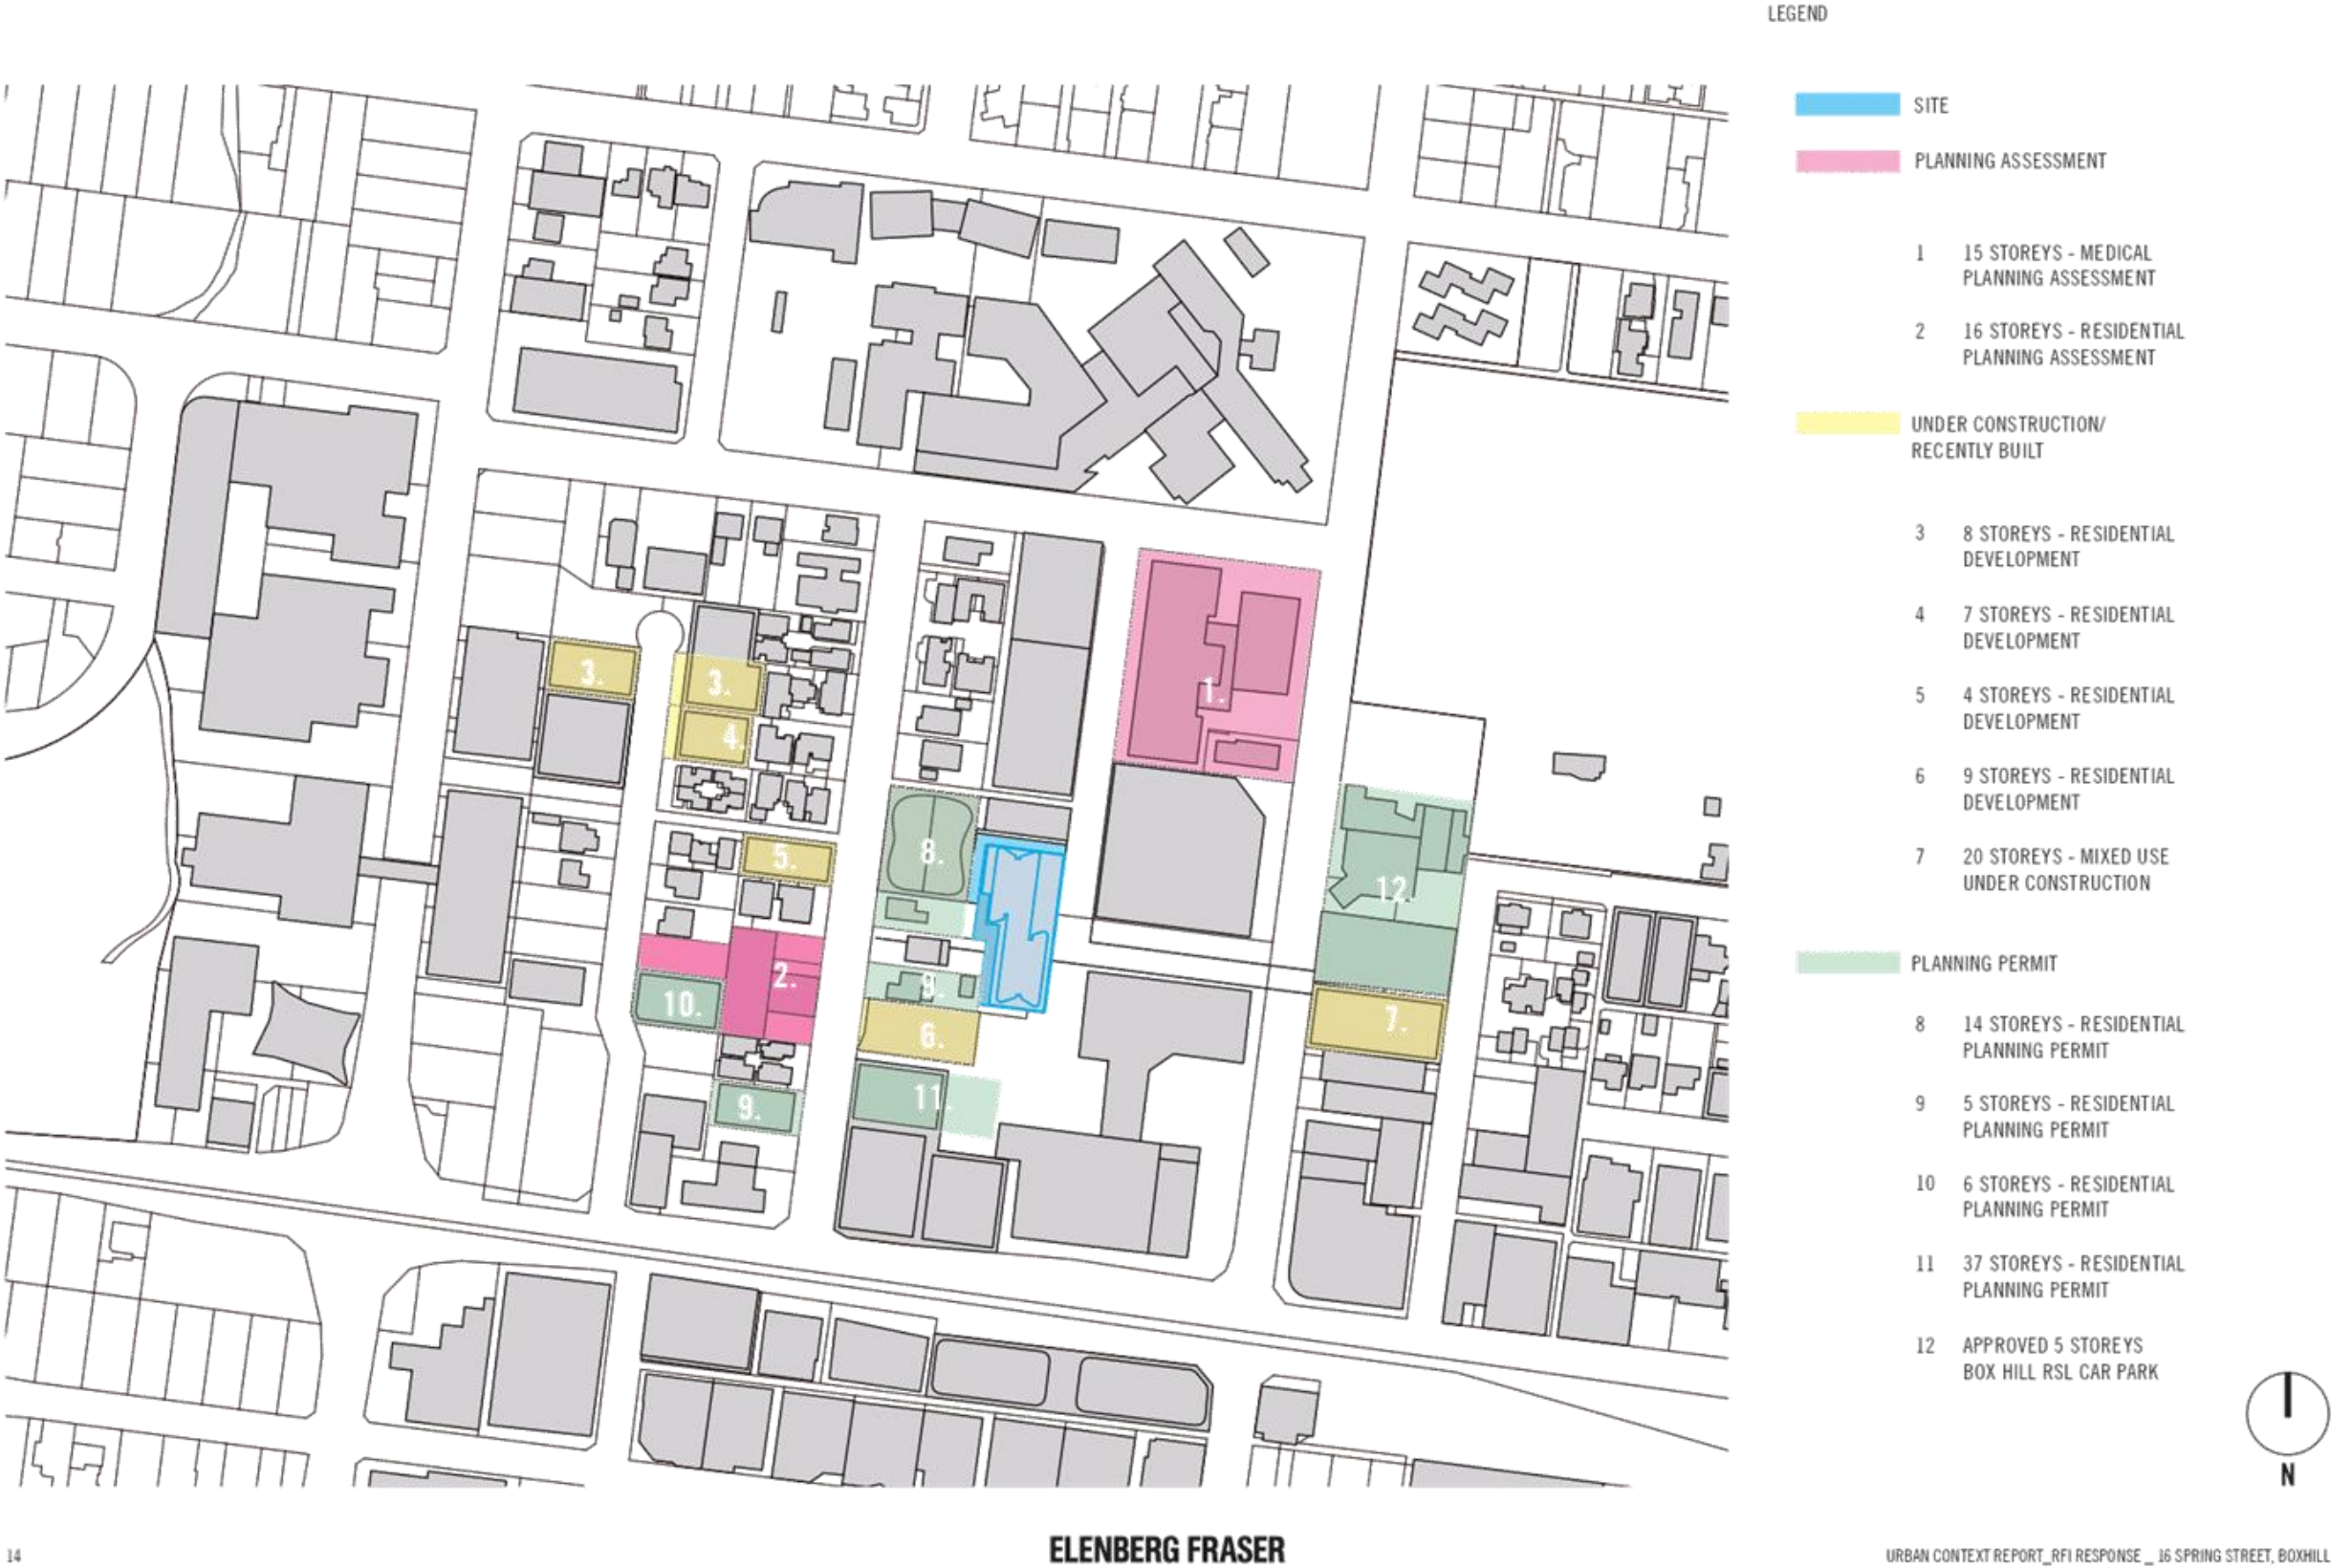 LEGEND
SITE
PLANNING ASSESSMENT
1 15 STOREYS - MEDICAL
PLANNING ASSESSMENT
2 16 STOREYS - RESIDENTIAL
PLANNING ASSESSMENT
UNDER CONSTRUCTION/
RECENTLY BUILT
3 8 STOREYS - RESIDENTIAL
DEVELOPMENT
4 7 STOREYS - RESIDENTIAL
DEVELOPMENT
5 4 STOREYS - RESIDENTIAL
DEVELOPMENT
6 9 STOREYS - RESIDENTIAL
DEVELOPMENT
7 20 STOREYS - MIXED USE
UNDER CONSTRUCTION
PLANNING PERMIT
8 14 STOREYS - RESIDENTIAL
PLANNING PERMIT
9 5 STOREYS - RESIDENTIAL
PLANNING PERMIT
10 6 STOREYS - RESIDENTIAL
PLANNING PERMIT
11 37 STOREYS - RESIDENTIAL
PLANNING PERMIT
12 APPROVED 5 STOREYS
BOX HILL RSL CAR PARK
N
3.
3.
1.
4.
5.
8.
12.
2.
9.
10.
6.
7.
11.
9.
14
ELENBERG FRASER
URBAN CONTEXT REPORT_RFI RESPONSE _ 16 SPRING STREET, BOXHILL